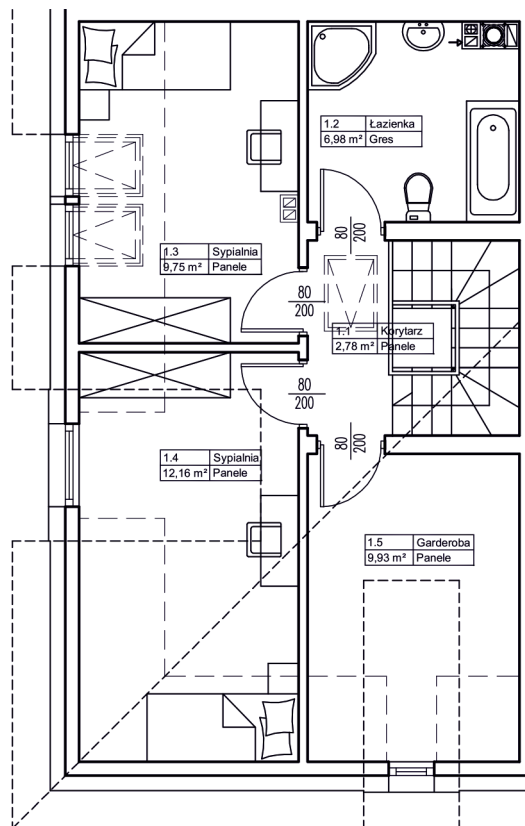 1.2 Łazienka
6,98 m² Gres
80
200
1.3 Sypialnia
9,75 m² Panele
80
200
1.1 Korytarz
2,78 m² Panele
80
200
80
200
1.4 Sypialnia
12,16 m² Panele
1.5 Garderoba
9,93 m² Panele